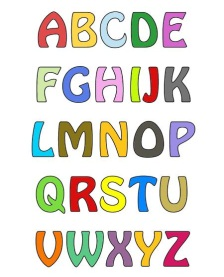 ABCDE
FGHIJK
LMNOP
QRSTU
VWXYZ